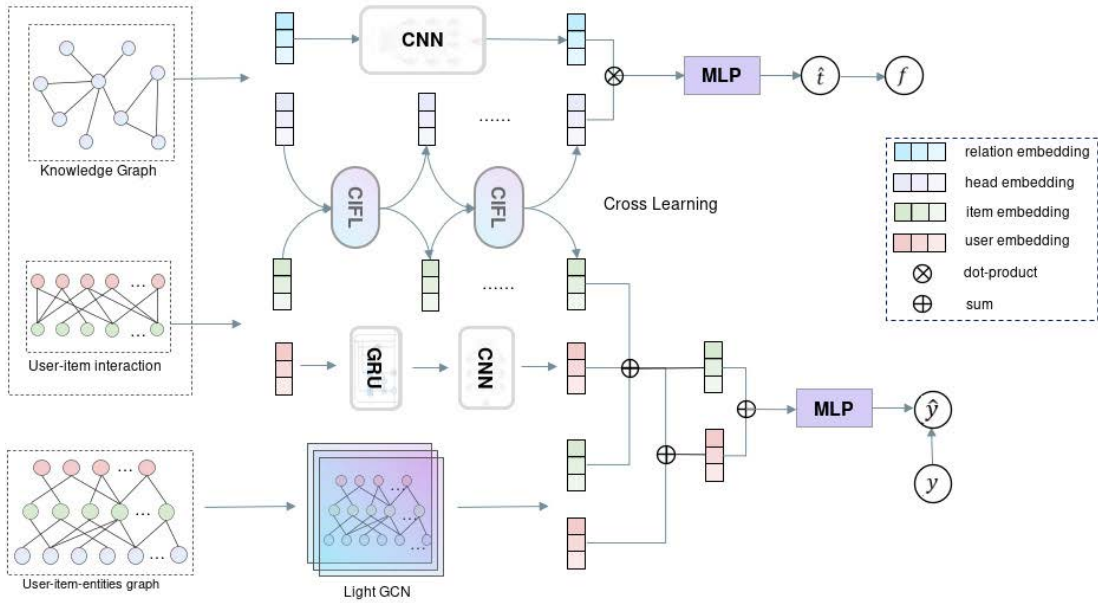 CNN
MLP
t̂
f
Knowledge Graph
......
CIFL
CIFL
Cross Learning
relation embedding
head embedding
item embedding
user embedding
dot-product
sum
...
...
User-item interaction
......
GRU
CNN
MLP
ŷ
y
...
...
...
User-item-entities graph
...
...
...
Light GCN